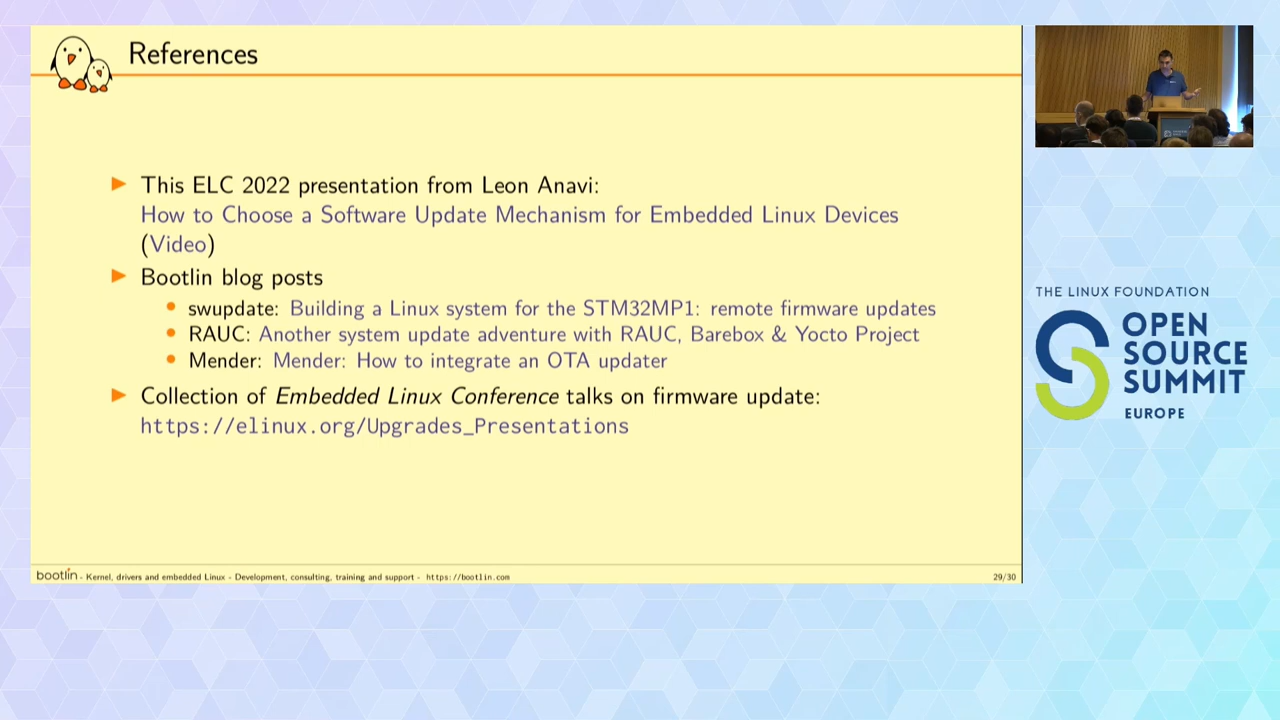 References
This ELC 2022 presentation from Leon Anavi:
How to Choose a Software Update Mechanism for Embedded Linux Devices
(Video)
Bootlin blog posts
swupdate: Building a Linux system for the STM32MP1: remote firmware updates
RAUC: Another system update adventure with RAUC, Barebox & Yocto Project
Mender: Mender: How to integrate an OTA updater
Collection of Embedded Linux Conference talks on firmware update:
https://elinux.org/Upgrades_Presentations
bootlin - Kernel, drivers and embedded Linux - Development, consulting, training and support - https://bootlin.com
29/30
THE LINUX FOUNDATION
OPEN
SOURCE
SUMMIT
EUROPE